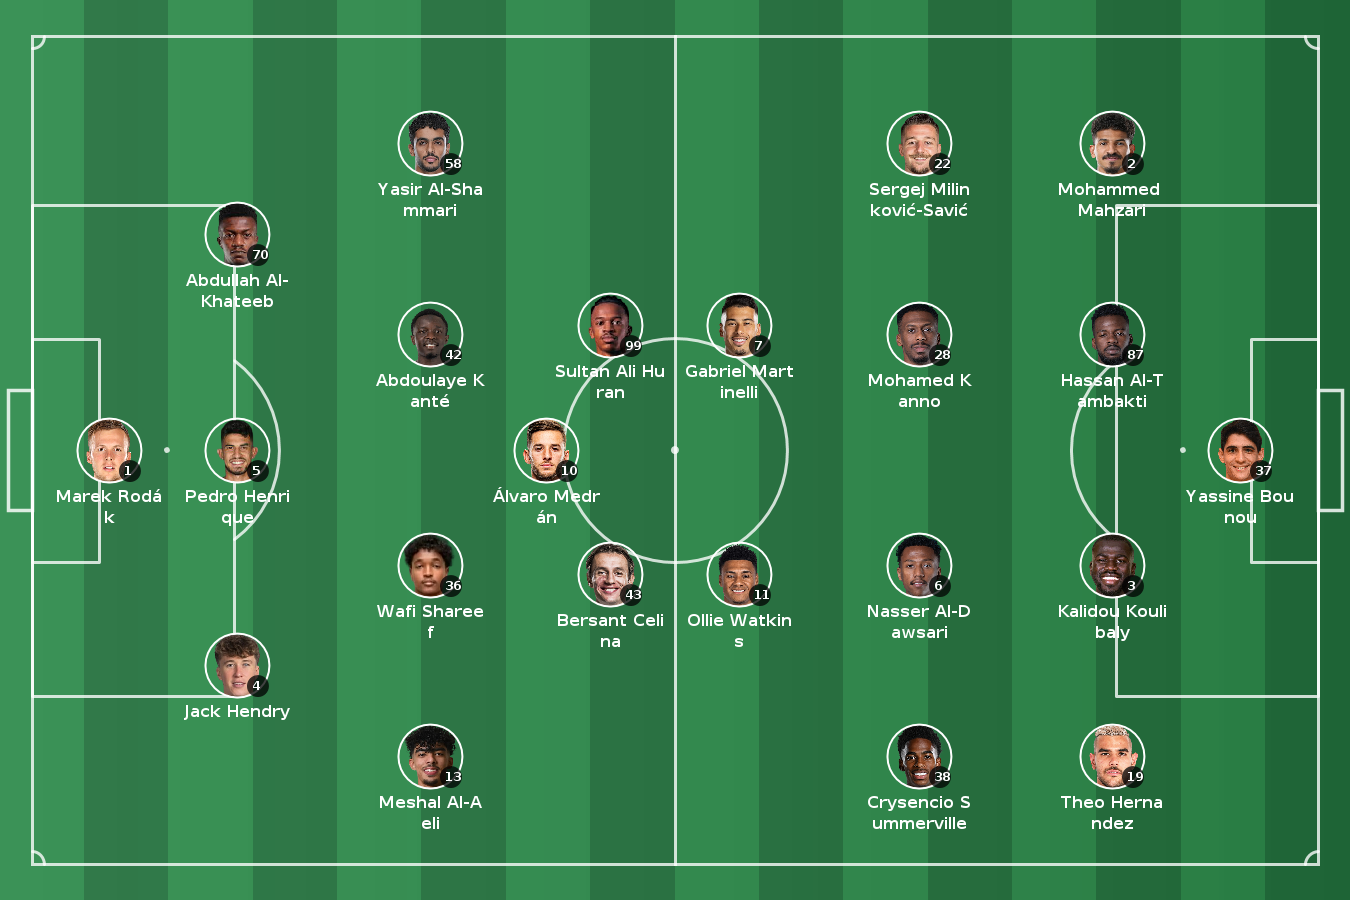 58
Yasir Al-Sha
mmari
22
Sergej Milin
ković-Savić
2
Mohammed
Mahzari
70
Abdullah Al-
Khateeb
42
Abdoulaye K
anté
99
Sultan Ali Hu
ran
7
Gabriel Mart
inelli
28
Mohamed K
anno
87
Hassan Al-T
ambakti
1
Marek Rodá
k
5
Pedro Henri
que
10
Álvaro Medr
án
37
Yassine Bou
nou
36
Wafi Sharee
f
43
Bersant Celi
na
11
Ollie Watkin
s
6
Nasser Al-D
awsari
3
Kalidou Kouli
baly
4
Jack Hendry
13
Meshal Al-A
eli
38
Crysencio S
ummerville
19
Theo Herna
ndez